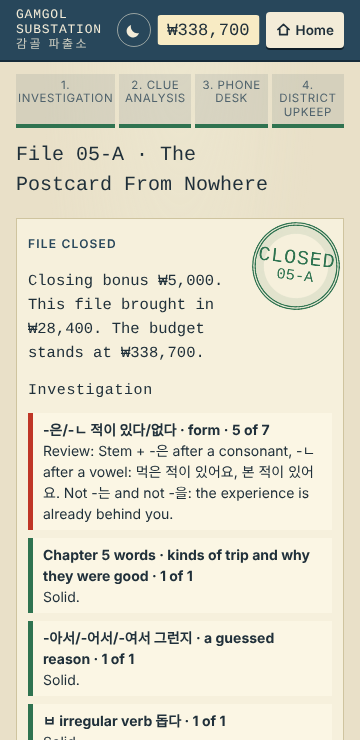 GAMGOL
SUBSTATION
감골 파출소
₩338,700
Home
1.
INVESTIGATION
2. CLUE
ANALYSIS
3. PHONE
DESK
4.
DISTRICT
UPKEEP
File 05-A · The
Postcard From Nowhere
FILE CLOSED
CLOSED
05-A
Closing bonus ₩5,000.
This file brought in
₩28,400. The budget
stands at ₩338,700.
Investigation
-은/-ㄴ 적이 있다/없다 · form · 5 of 7
Review: Stem + -은 after a consonant, -ㄴ
after a vowel: 먹은 적이 있어요, 본 적이 있어
요. Not -는 and not -을: the experience is
already behind you.
Chapter 5 words · kinds of trip and why
they were good · 1 of 1
Solid.
-아서/-어서/-여서 그런지 · a guessed
reason · 1 of 1
Solid.
ㅂ irregular verb 돕다 · 1 of 1
Solid.